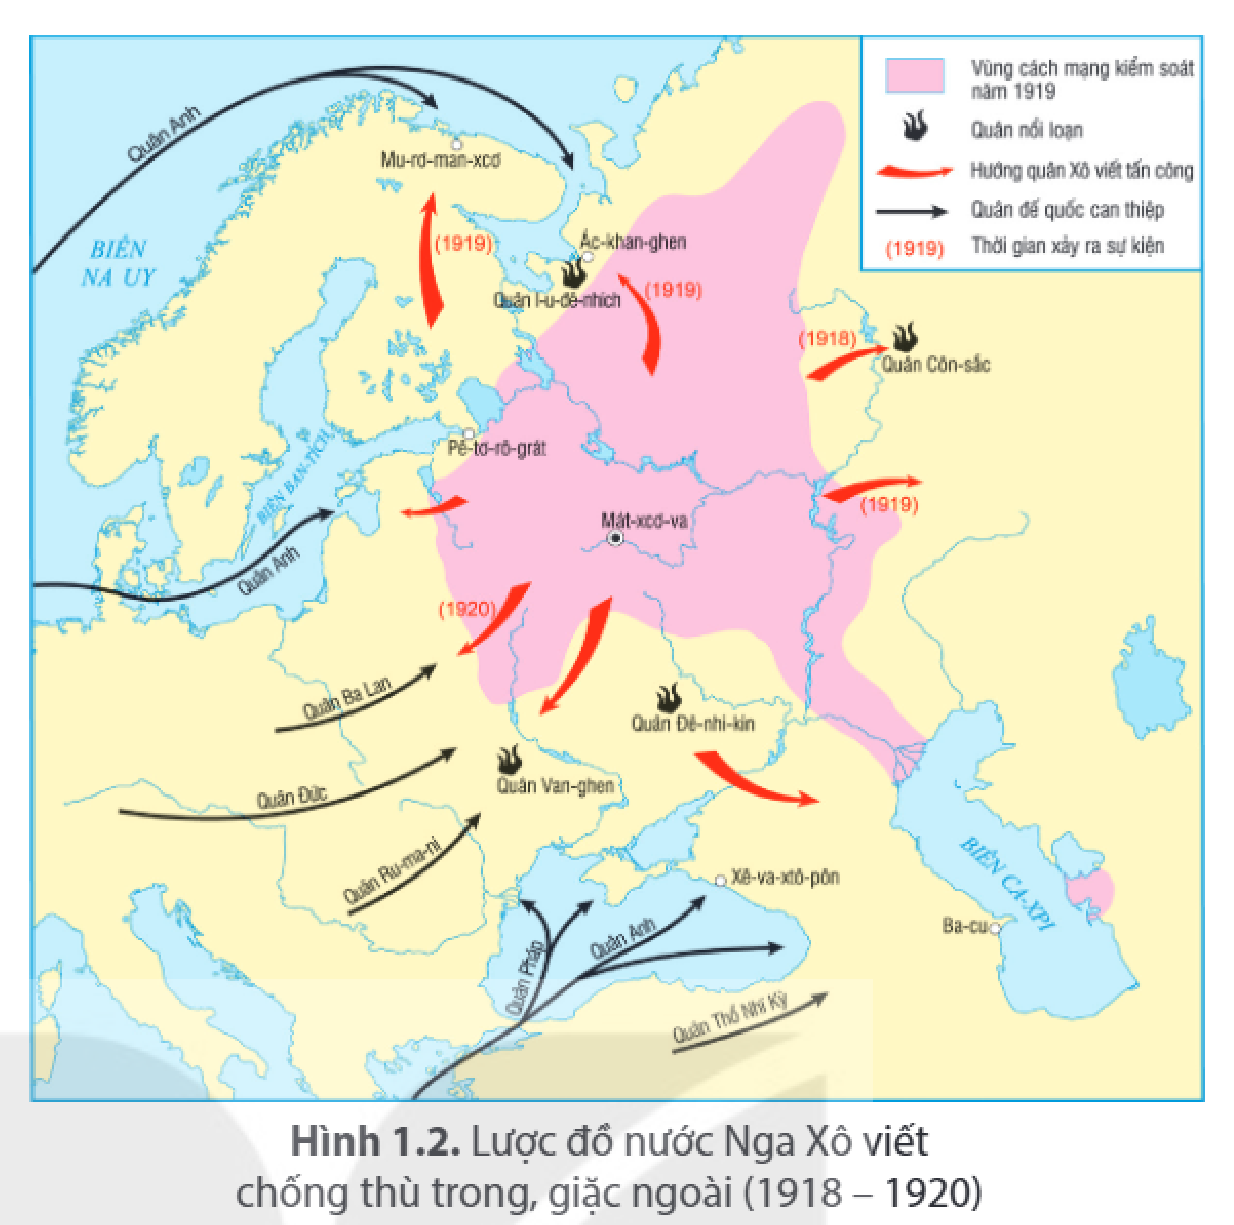 Vùng cách mạng kiểm soát
năm 1919
Quân nổi loạn
Hướng quân Xô viết tấn công
Quân đế quốc can thiệp
(1919)
Thời gian xảy ra sự kiện
Quân Anh
Mu-rơ-man-xcơ
BIỂN
NA UY
(1919)
Ác-khan-ghen
Quân I-u-đê-nhích
(1919)
(1918)
Quân Côn-sắc
Pê-tơ-rô-grát
BIỂN BAN-TÍCH
(1919)
Mát-xcơ-va
Quân Anh
(1920)
Quân Ba Lan
Quân Đê-nhi-kin
Quân Van-ghen
Quân Đức
Quân Ru-ma-ni
BIỂN CA-XPI
Xê-va-xtô-pôn
Ba-cu
Quân Anh
Quân Pháp
Quân Thổ Nhĩ Kỳ
Hình 1.2. Lược đồ nước Nga Xô viết
chống thù trong, giặc ngoài (1918 – 1920)